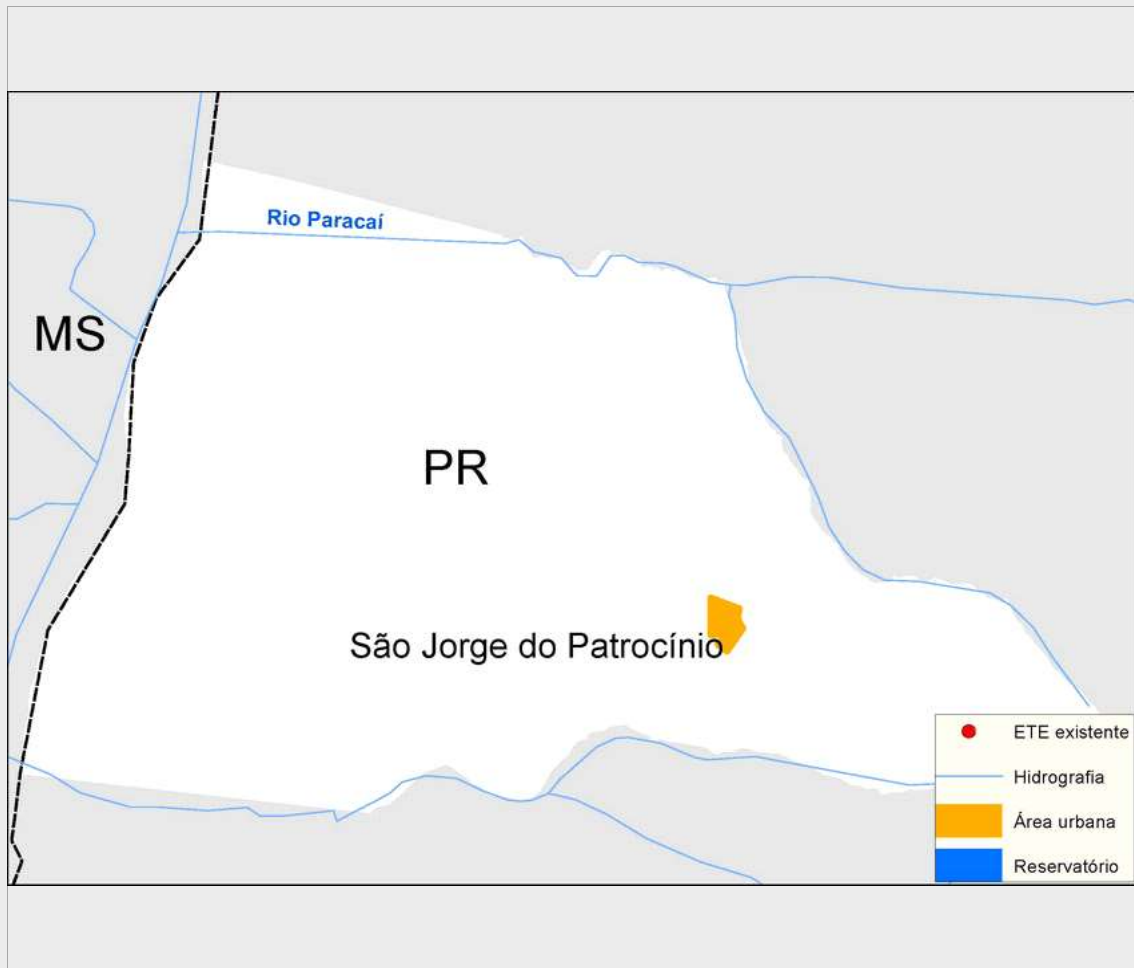 Rio Paracaí
MS
PR
São Jorge do Patrocínio
ETE existente
Hidrografia
Área urbana
Reservatório